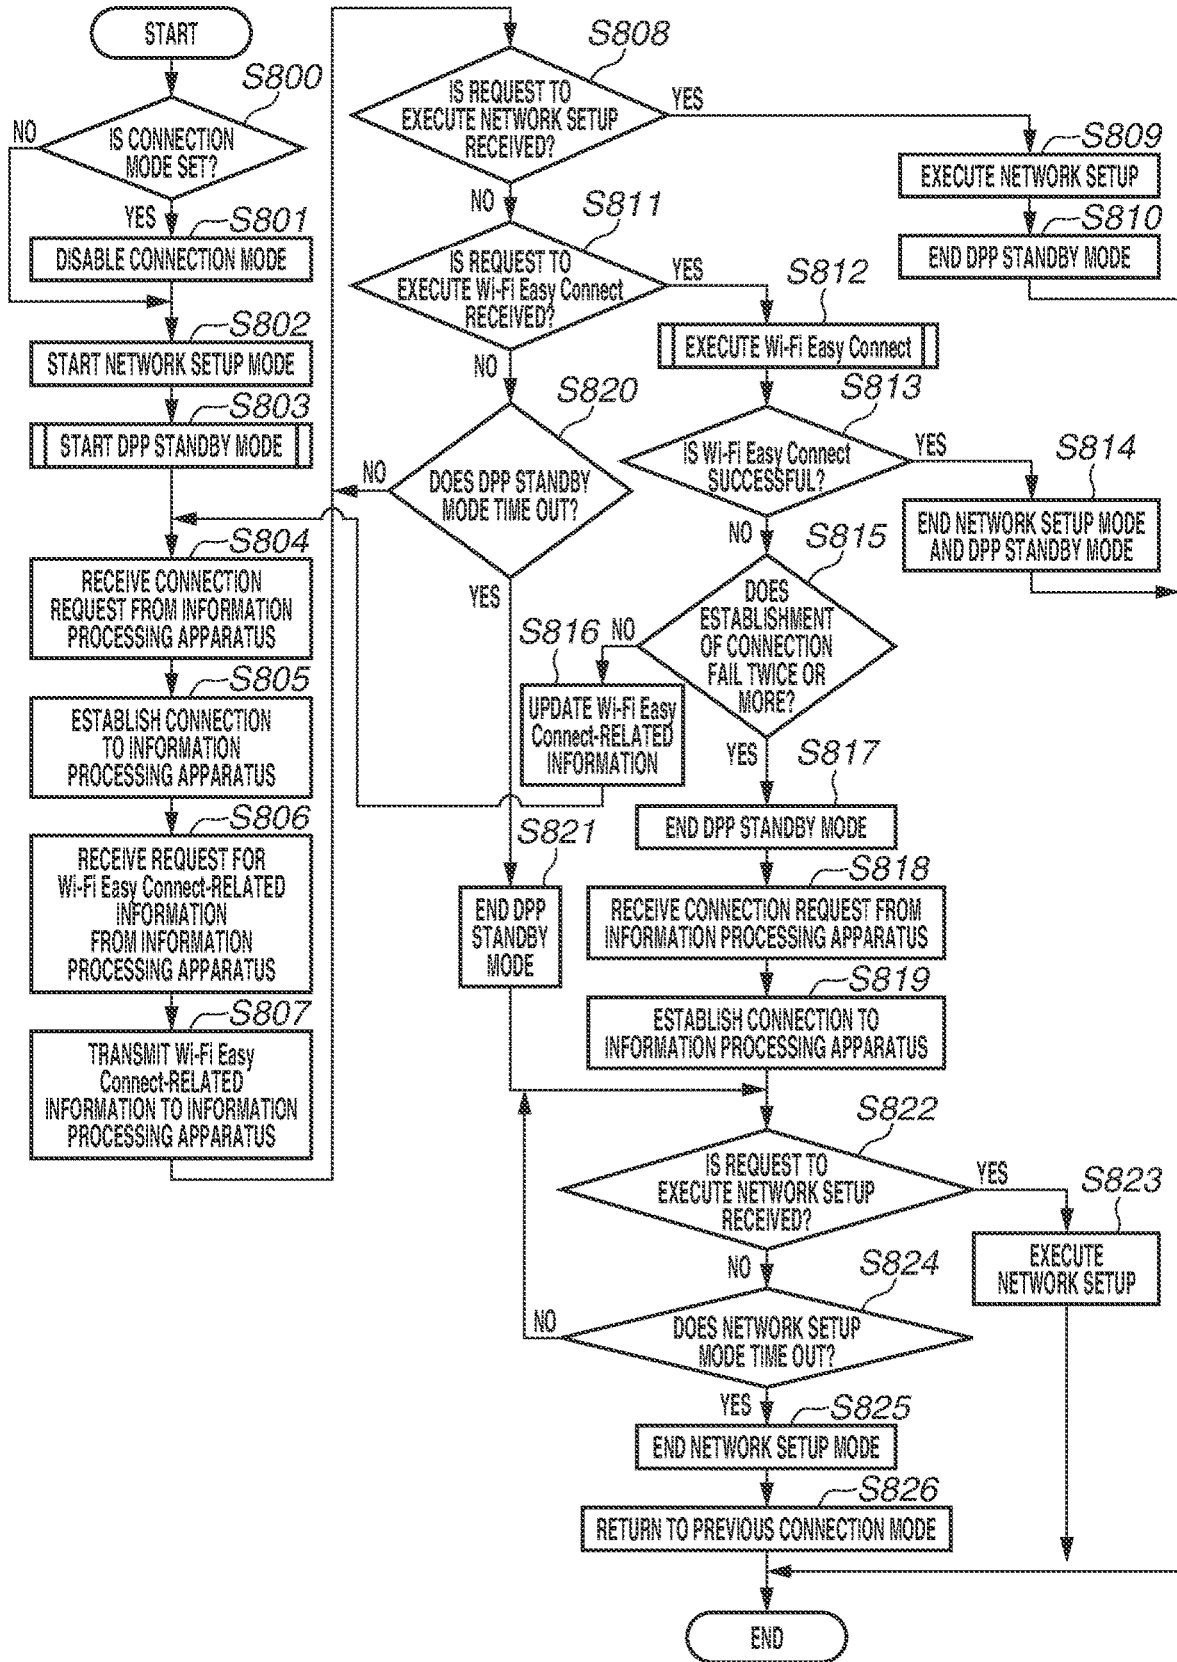 START
S800
IS CONNECTION
MODE SET?
NO
YES
S801
DISABLE CONNECTION MODE
S802
START NETWORK SETUP MODE
S803
START DPP STANDBY MODE
S804
RECEIVE CONNECTION
REQUEST FROM INFORMATION
PROCESSING APPARATUS
S805
ESTABLISH CONNECTION
TO INFORMATION
PROCESSING APPARATUS
S806
RECEIVE REQUEST FOR
Wi-Fi Easy Connect-RELATED
INFORMATION
FROM INFORMATION
PROCESSING APPARATUS
S807
TRANSMIT Wi-Fi Easy
Connect-RELATED
INFORMATION TO INFORMATION
PROCESSING APPARATUS
S808
IS REQUEST TO
EXECUTE NETWORK SETUP
RECEIVED?
YES
NO
S809
EXECUTE NETWORK SETUP
S810
END DPP STANDBY MODE
S811
IS REQUEST TO
EXECUTE Wi-Fi Easy Connect
RECEIVED?
YES
NO
S812
EXECUTE Wi-Fi Easy Connect
S813
IS Wi-Fi Easy Connect
SUCCESSFUL?
YES
NO
S814
END NETWORK SETUP MODE
AND DPP STANDBY MODE
S815
DOES
ESTABLISHMENT
OF CONNECTION
FAIL TWICE OR
MORE?
NO
YES
S816
UPDATE Wi-Fi Easy
Connect-RELATED
INFORMATION
S817
END DPP STANDBY MODE
S818
RECEIVE CONNECTION REQUEST FROM
INFORMATION PROCESSING APPARATUS
S819
ESTABLISH CONNECTION TO
INFORMATION PROCESSING APPARATUS
S820
DOES DPP STANDBY
MODE TIME OUT?
NO
YES
S821
END DPP
STANDBY
MODE
S822
IS REQUEST TO
EXECUTE NETWORK SETUP
RECEIVED?
YES
NO
S823
EXECUTE
NETWORK SETUP
S824
DOES NETWORK SETUP
MODE TIME OUT?
NO
YES
S825
END NETWORK SETUP MODE
S826
RETURN TO PREVIOUS CONNECTION MODE
END